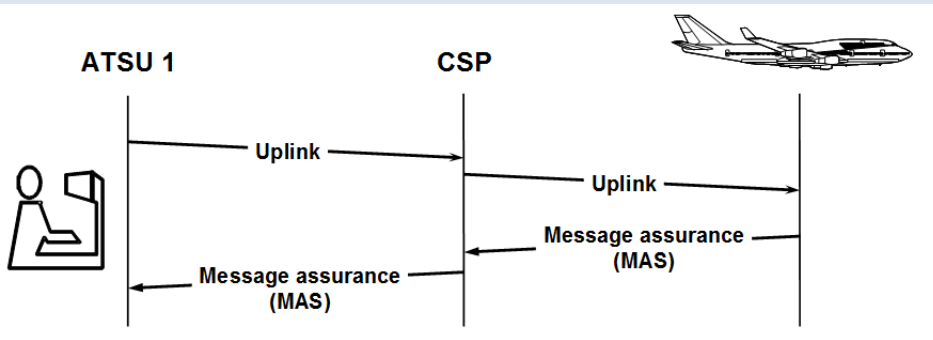 ATSU 1
CSP
Uplink
Uplink
Message assurance
(MAS)
Message assurance
(MAS)